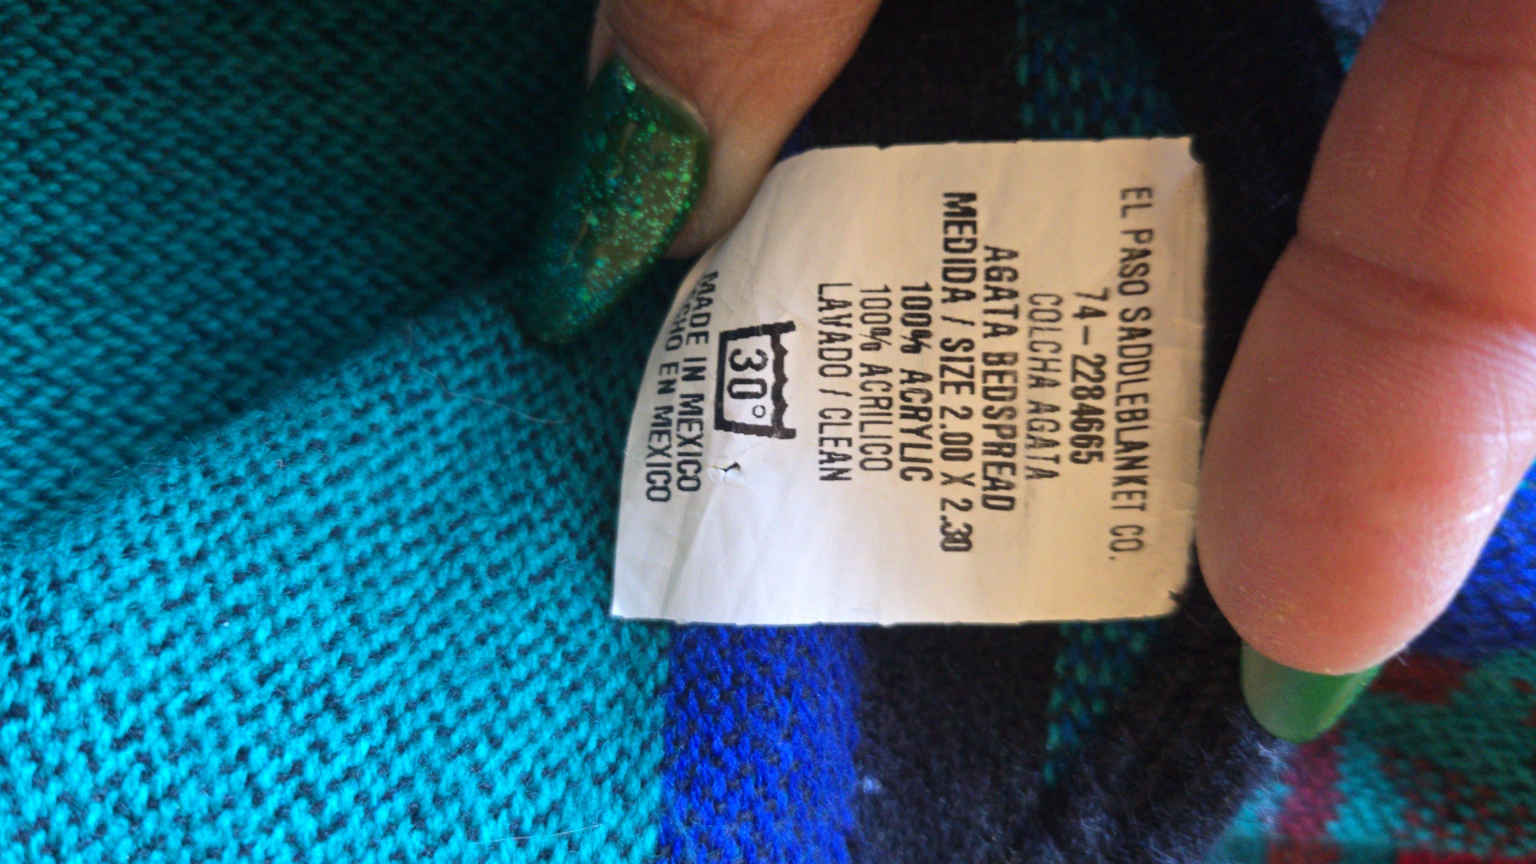 EL PASO SADDLEBLANKET CO.
74-2284665
COLCHA AGATA
AGATA BEDSPREAD
MEDIDA / SIZE 2.00 X 2.30
100% ACRYLIC
100% ACRILICO
LAVADO / CLEAN
30°
MADE IN MEXICO
EN MEXICO